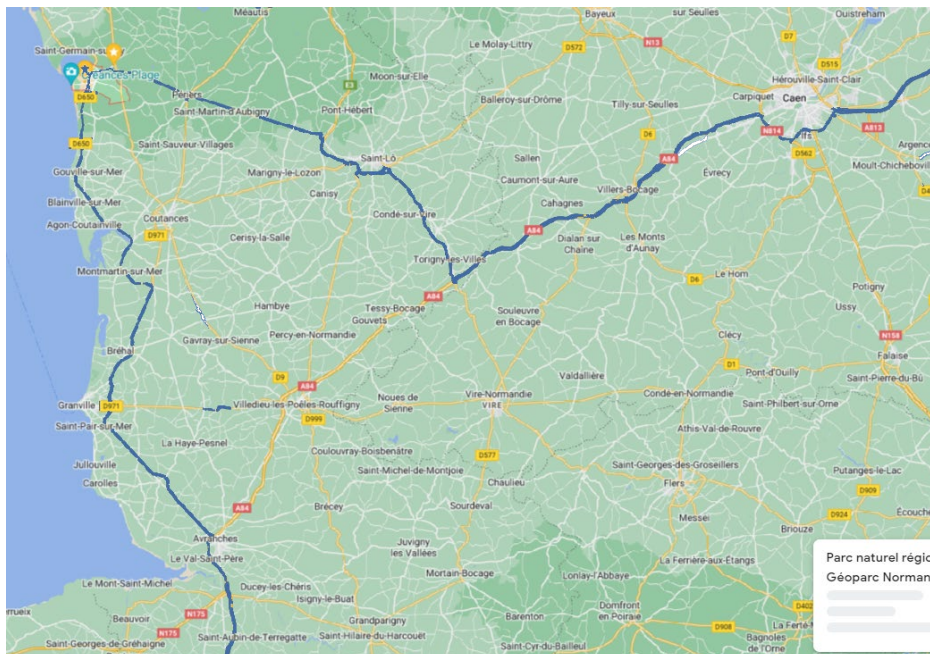 Méautis
Bayeux
sur Seulles
Ouistreham
Saint-Germain-su
Le Molay-Littry
D572
N13
D7
D515
Créances Plage
Moon-sur-Elle
Hérouville-Saint-Clair
E3
D650
Périers
Pont-Hébert
Balleroy-sur-Drôme
Tilly-sur-Seulles
Carpiquet
Caen
Saint-Martin-d'Aubigny
D6
N814
Ifs
A813
D650
Saint-Sauveur-Villages
Saint-Lô
Sallen
A84
D562
Argence
Gouville-sur-Mer
Marigny-le-Lozon
Caumont-sur-Aure
Évrecy
Moult-Chicheboville
Canisy
Villers-Bocage
Blainville-sur-Mer
Coutances
Condé-sur-Vire
Cahagnes
Agon-Coutainville
D971
Cerisy-la-Salle
A84
Dialan sur
Chaîne
Les Monts
d'Aunay
Torigny-les-Villes
Montmartin-sur-Mer
D6
Le Hom
A84
Potigny
Hambye
Tessy-Bocage
Souleuvre
en Bocage
Ussy
Gouvets
Gavray-sur-Sienne
Percy-en-Normandie
Clécy
N158
Bréhal
Falaise
D1
D9
Valdallière
Pont-d'Ouilly
Saint-Pierre-du-Bû
A84
Vire-Normandie
VIRE
Noues de
Sienne
Condé-en-Normandie
Granville
D971
Villedieu-les-Poêles-Rouffigny
Saint-Philbert-sur-Orne
Saint-Pair-sur-Mer
D999
Athis-Val-de-Rouvre
La Haye-Pesnel
Coulouvray-Boisbenâtre
D577
Jullouville
Saint-Michel-de-Montjoie
Saint-Georges-des-Groseillers
Putanges-le-Lac
Carolles
Chaulieu
Flers
D909
A84
Brécey
Sourdeval
Messei
D924
Écouche
Briouze
Avranches
Juvigny
les Vallées
Le Val-Saint-Père
La Ferrière-aux-Étangs
Parc naturel régio
Géoparc Norman
Le Mont-Saint-Michel
Ducey-les-Chéris
Mortain-Bocage
Lonlay-l'Abbaye
Isigny-le-Buat
errueix
Beauvoir
N175
Grandparigny
Barenton
Domfront
en Poiraie
D402
La Ferté-M
N175
Saint-Aubin-de-Terregatte
Saint-Hilaire-du-Harcouët
D908
Bagnoles
de l'Orne
Saint-Georges-de-Gréhaigne
Saint-Cyr-du-Bailleul